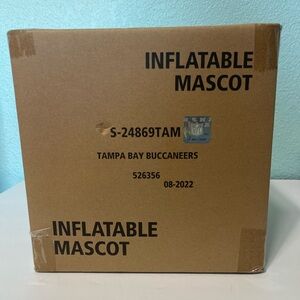 INFLATABLE
MASCOT
S-24869TAM
TAMPA BAY BUCCANEERS
526356
08-2022
INFLATABLE
MASCOT